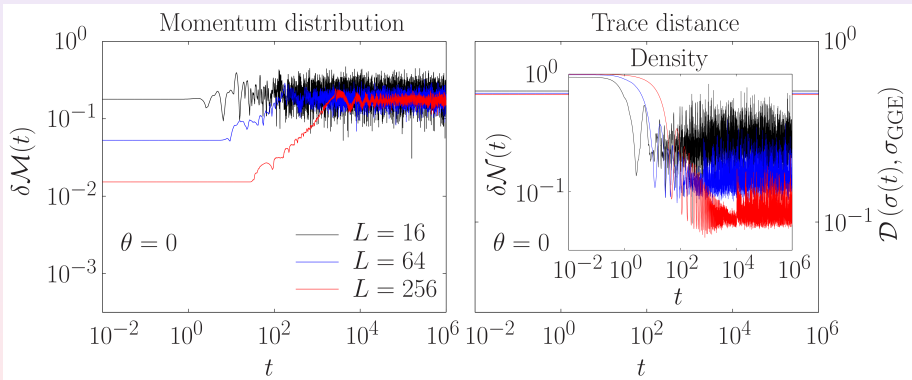 Momentum distribution
10^0
10^{-1}
10^{-2}
10^{-3}
δM(t)
θ = 0
L = 16
L = 64
L = 256
10^{-2} 10^0 10^2 10^4 10^6
t
Trace distance
Density
10^0
10^{-1}
10^{-2} 10^0 10^2 10^4 10^6
t
δN(t)
θ = 0
10^0
10^{-1}
D(σ(t), σ_GGE)
10^{-2} 10^0 10^2 10^4 10^6
t